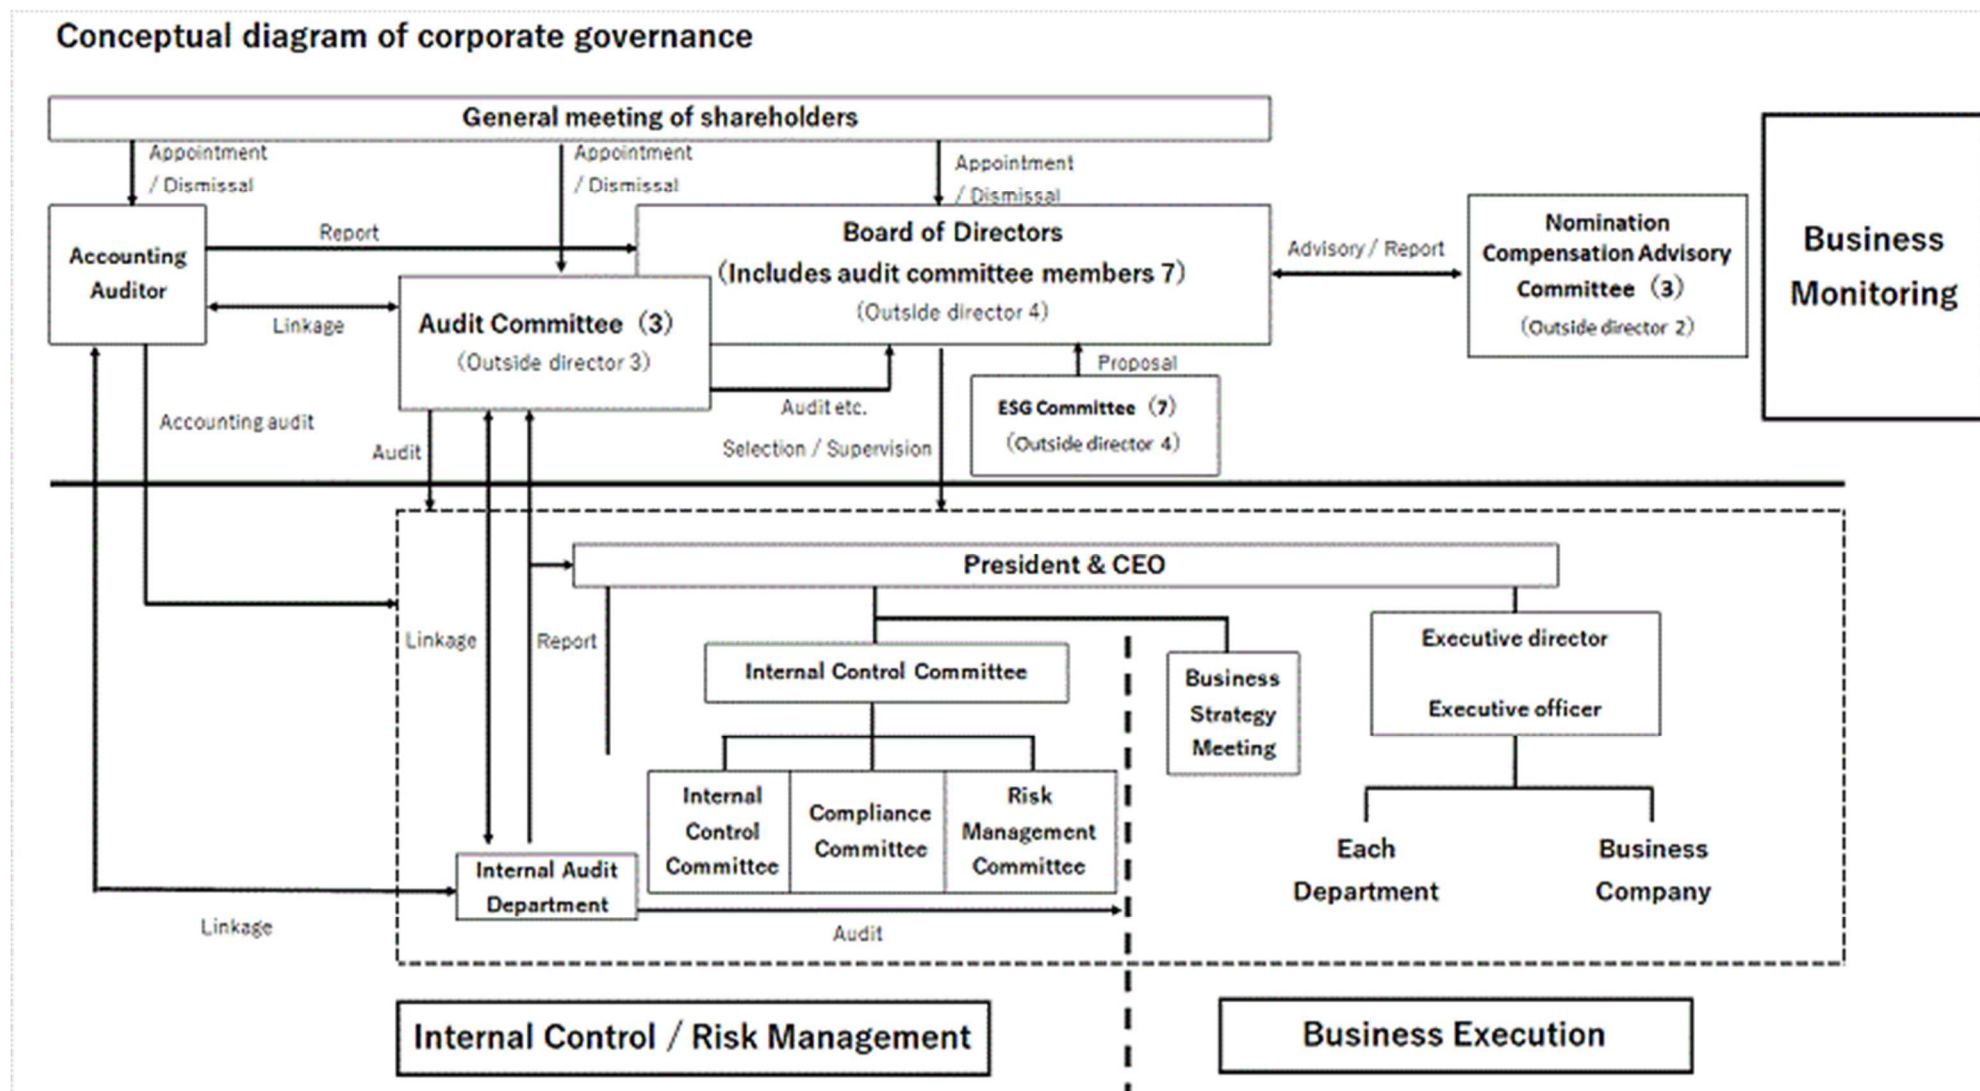 Conceptual diagram of corporate governance
General meeting of shareholders
Appointment
/ Dismissal
Appointment
/ Dismissal
Appointment
/ Dismissal
Accounting
Auditor
Report
Linkage
Audit Committee (3)
(Outside director 3)
Board of Directors
(Includes audit committee members 7)
(Outside director 4)
Advisory / Report
Nomination
Compensation Advisory
Committee (3)
(Outside director 2)
Business
Monitoring
Accounting audit
Audit
Audit etc.
Selection / Supervision
Proposal
ESG Committee (7)
(Outside director 4)
President & CEO
Linkage
Report
Internal Control Committee
Business
Strategy
Meeting
Executive director
Executive officer
Internal
Control
Committee
Compliance
Committee
Risk
Management
Committee
Each
Department
Business
Company
Internal Audit
Department
Linkage
Audit
Internal Control / Risk Management
Business Execution